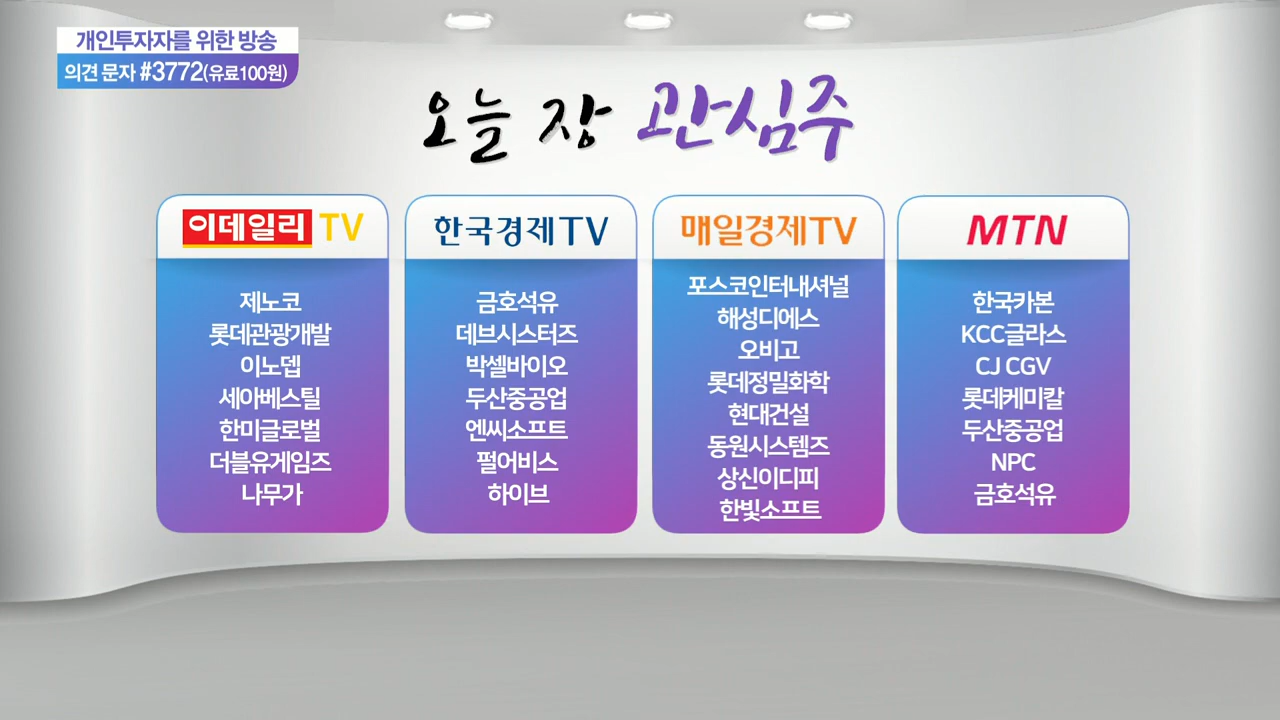 개인투자자를 위한 방송
의견 문자 #3772(유료100원)
오늘 장 관심주
이데일리 TV
제노코
롯데관광개발
이노뎁
세아베스틸
한미글로벌
더블유게임즈
나무가
한국경제TV
금호석유
데브시스터즈
박셀바이오
두산중공업
엔씨소프트
펄어비스
하이브
매일경제TV
포스코인터내셔널
해성디에스
오비고
롯데정밀화학
현대건설
동원시스템즈
상신이디피
한빛소프트
MTN
한국카본
KCC글라스
CJ CGV
롯데케미칼
두산중공업
NPC
금호석유